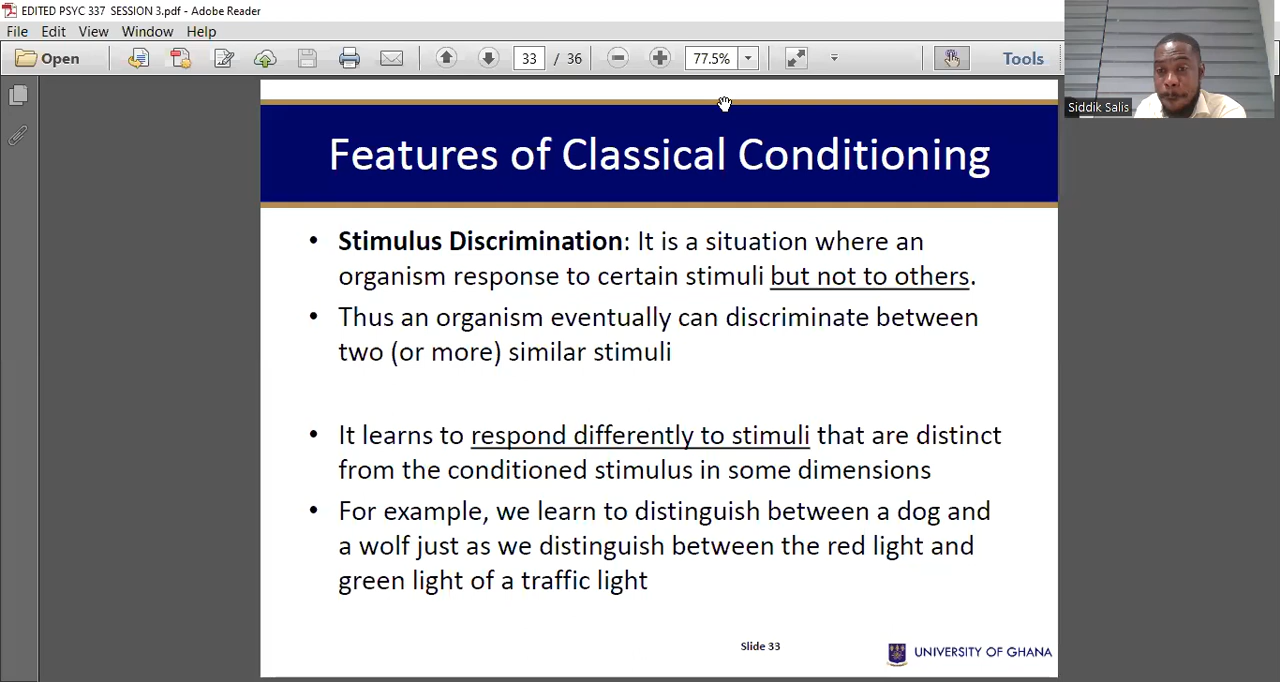 EDITED PSYC 337  SESSION 3.pdf - Adobe Reader
File Edit View Window Help
Open 33 / 36 77.5% Tools
Siddik Salis
Features of Classical Conditioning
• Stimulus Discrimination: It is a situation where an
organism response to certain stimuli but not to others.
• Thus an organism eventually can discriminate between
two (or more) similar stimuli
• It learns to respond differently to stimuli that are distinct
from the conditioned stimulus in some dimensions
• For example, we learn to distinguish between a dog and
a wolf just as we distinguish between the red light and
green light of a traffic light
Slide 33
UNIVERSITY OF GHANA